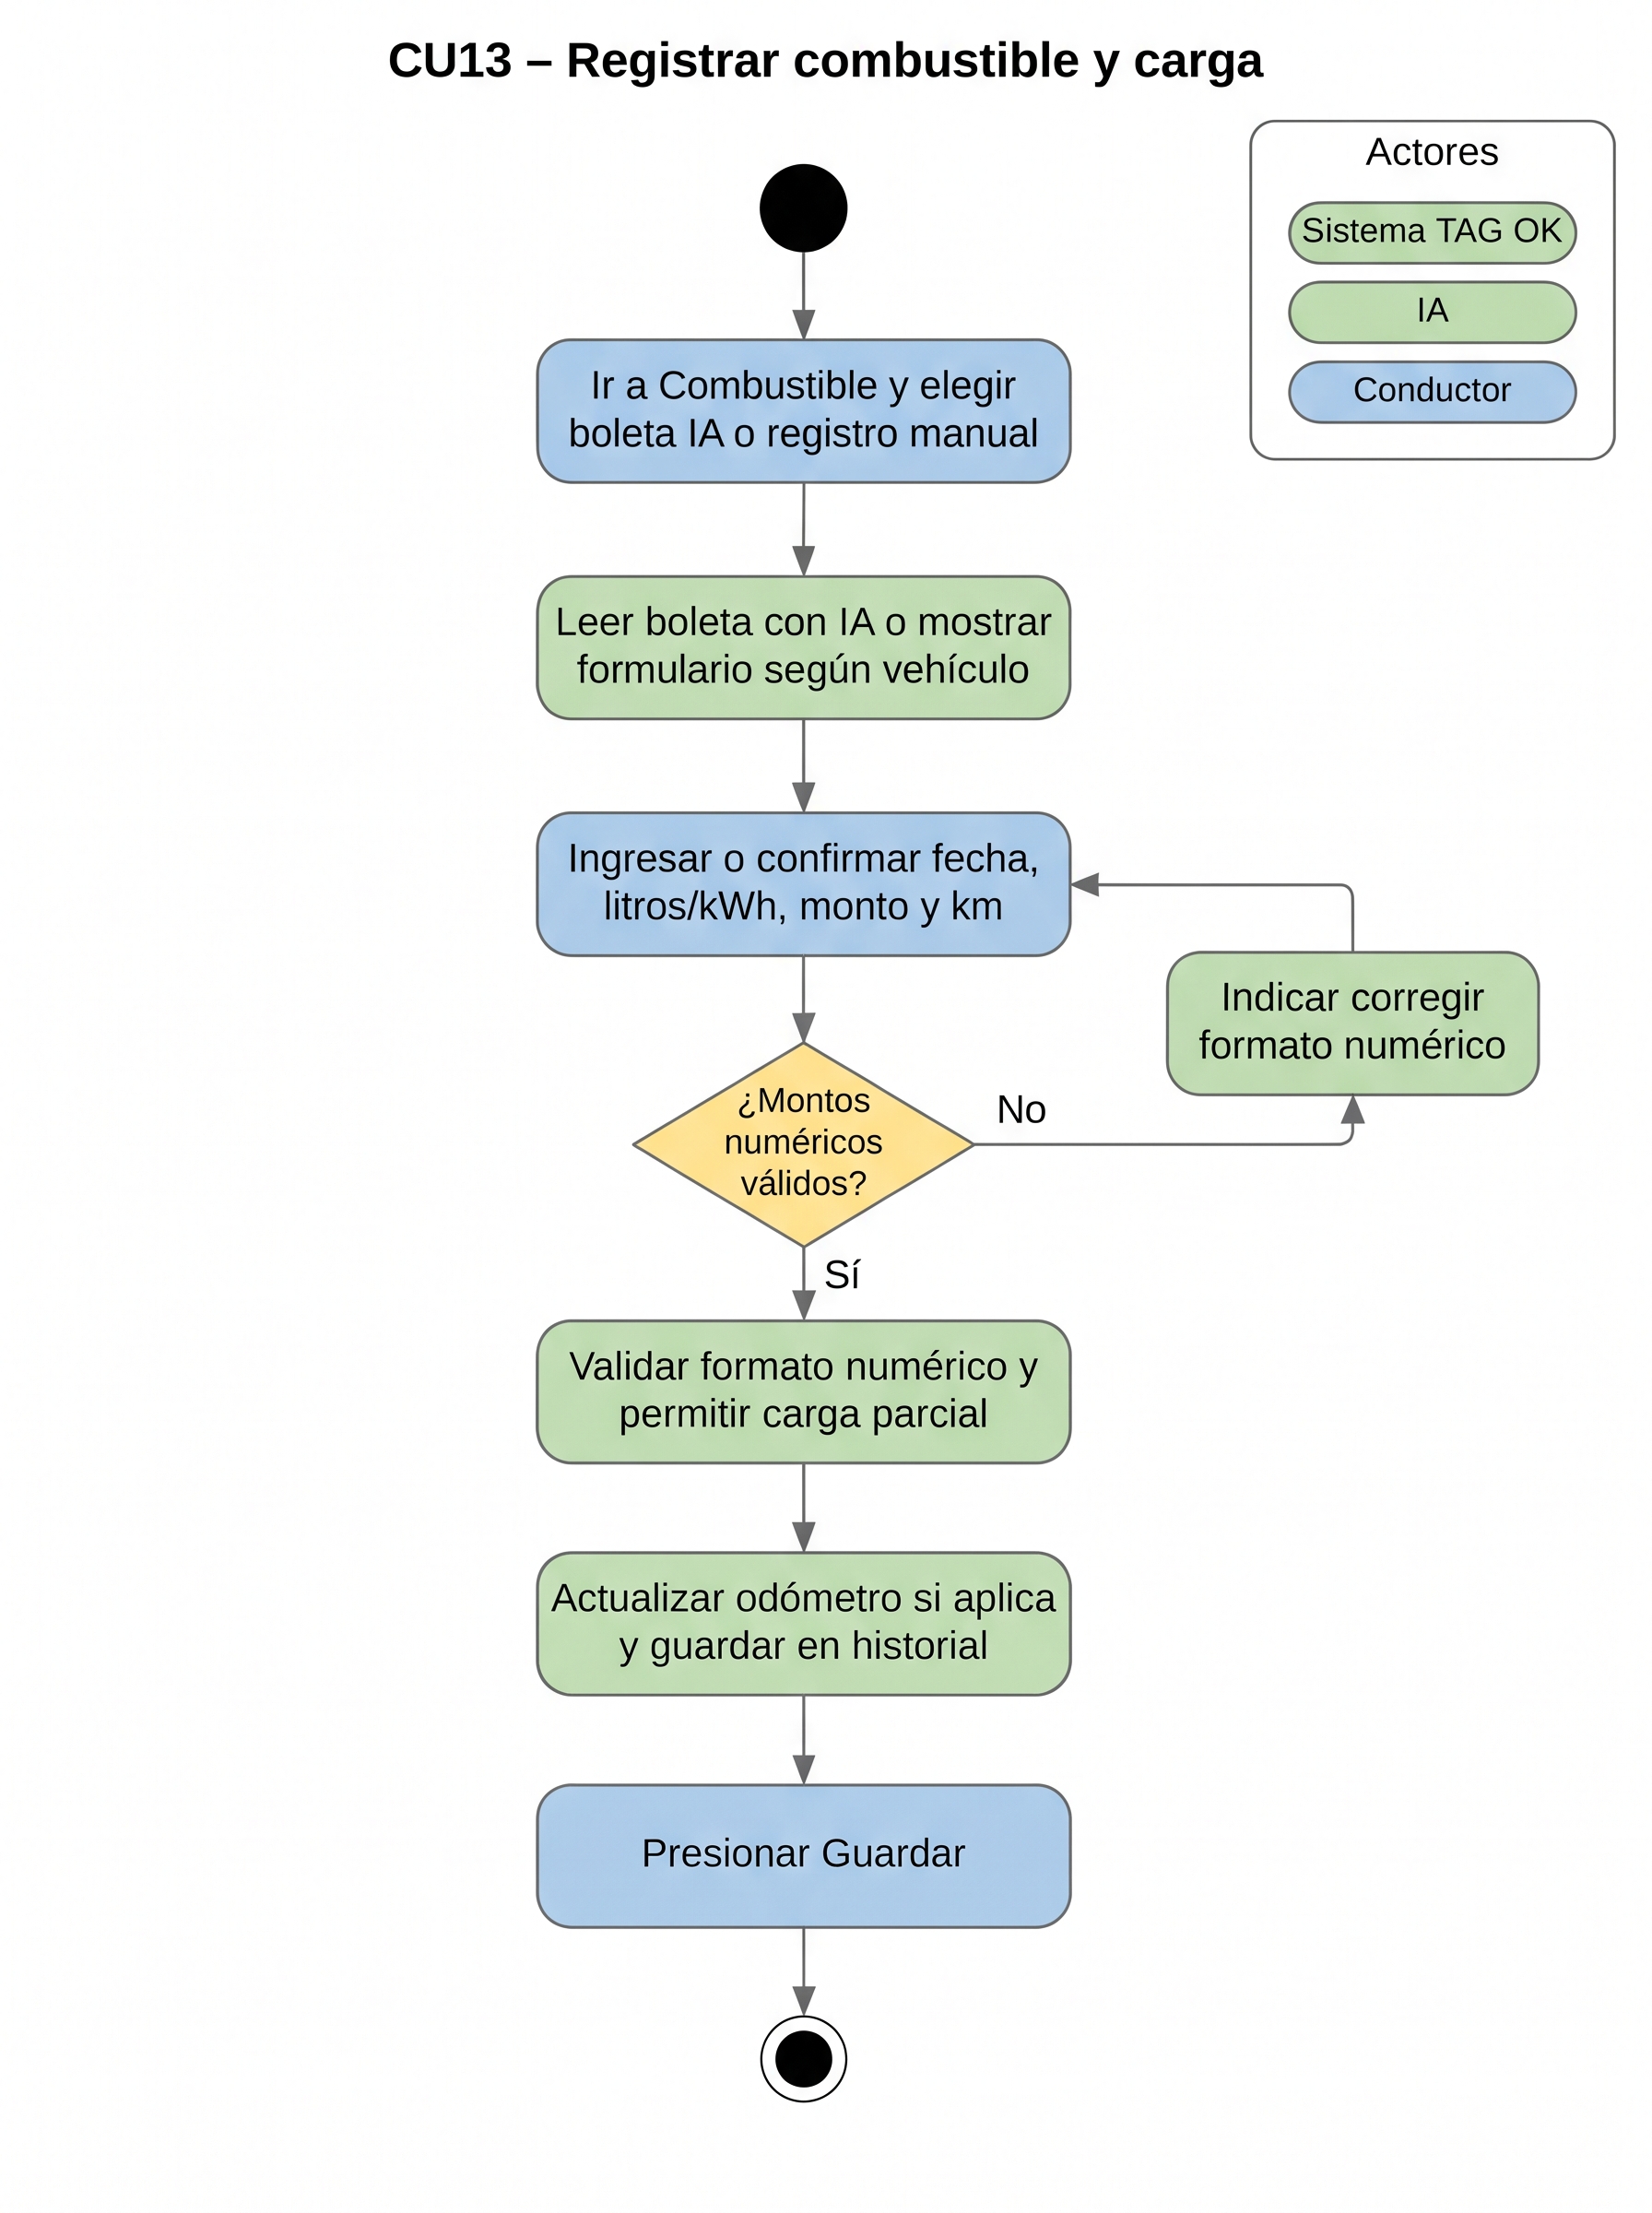 CU13 – Registrar combustible y carga
Actores
Sistema TAG OK
IA
Conductor
Ir a Combustible y elegir
boleta IA o registro manual
Leer boleta con IA o mostrar
formulario según vehículo
Ingresar o confirmar fecha,
litros/kWh, monto y km
Indicar corregir
formato numérico
¿Montos
numéricos
válidos?
No
Sí
Validar formato numérico y
permitir carga parcial
Actualizar odómetro si aplica
y guardar en historial
Presionar Guardar